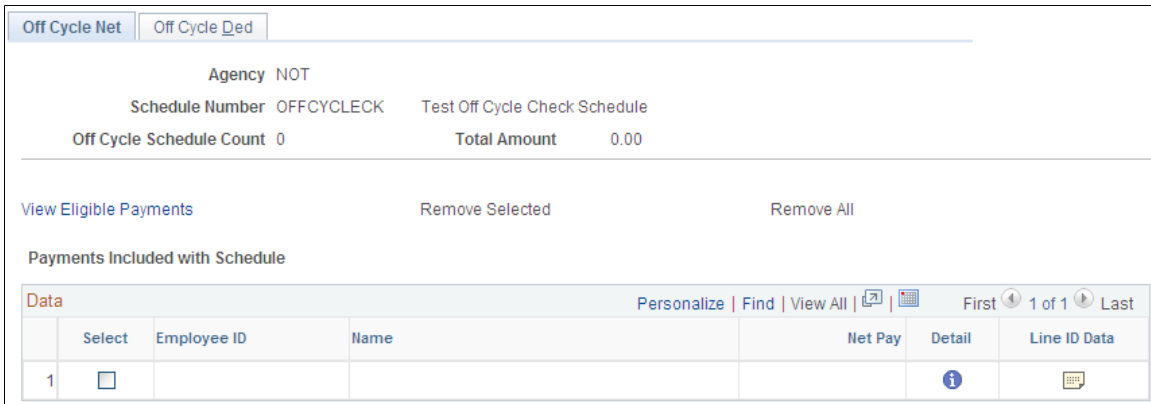 Off Cycle Net Off Cycle Ded
Agency NOT
Schedule Number OFFCYCLECK Test Off Cycle Check Schedule
Off Cycle Schedule Count 0 Total Amount 0.00
View Eligible Payments Remove Selected Remove All
Payments Included with Schedule
Data Personalize | Find | View All | | First 1 of 1 Last
Select Employee ID Name Net Pay Detail Line ID Data
1